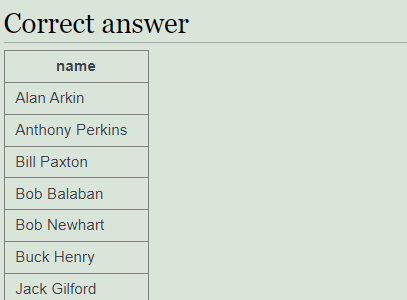 Correct answer
name
Alan Arkin
Anthony Perkins
Bill Paxton
Bob Balaban
Bob Newhart
Buck Henry
Jack Gilford